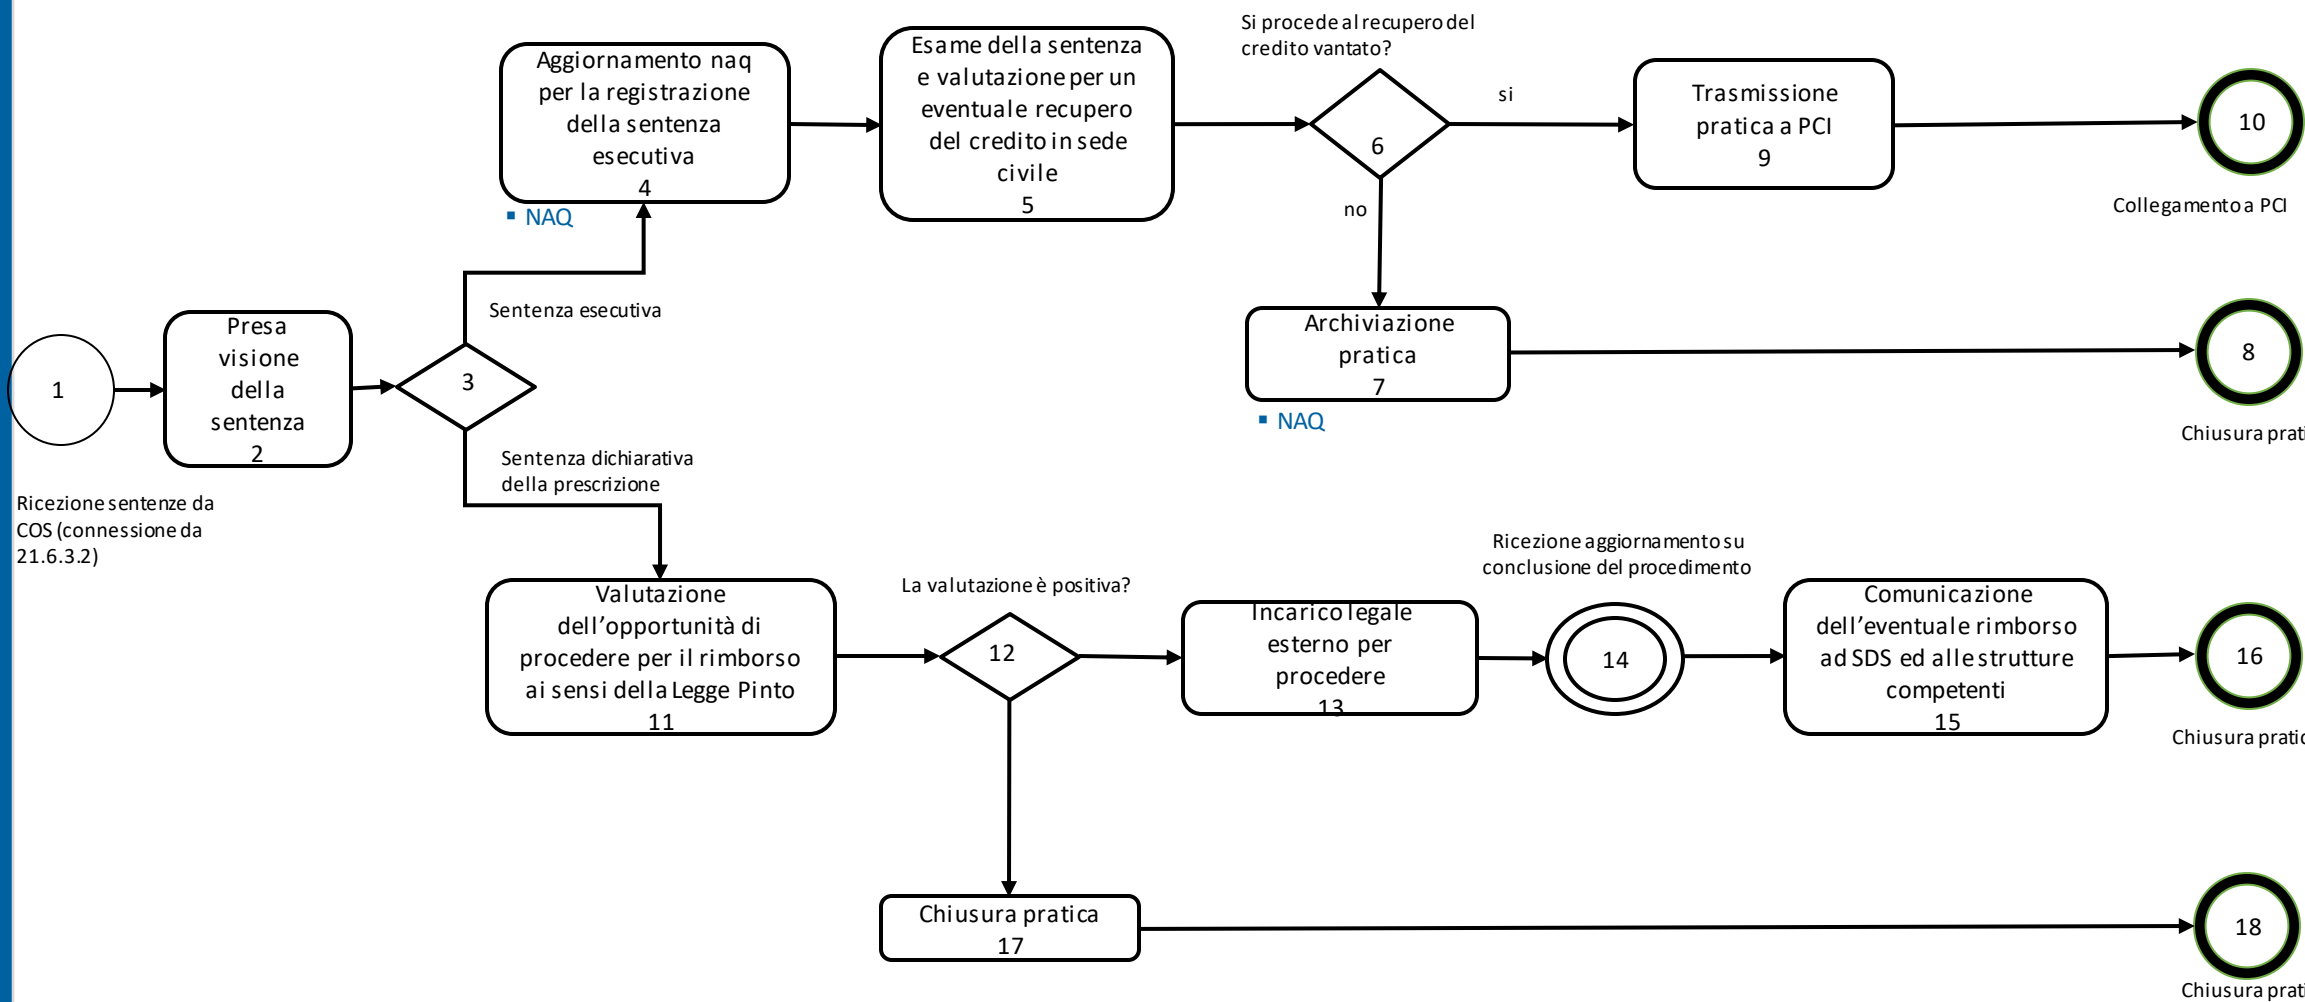 Si procede al recupero del
credito vantato?
Aggiornamento naq
per la registrazione
della sentenza
esecutiva
4
NAQ
Esame della sentenza
e valutazione per un
eventuale recupero
del credito in sede
civile
5
6
si
no
Trasmissione
pratica a PCI
9
10
Collegamento a PCI
Sentenza esecutiva
1
Presa
visione
della
sentenza
2
3
Archiviazione
pratica
7
NAQ
8
Chiusura prati
Ricezione sentenze da
COS (connessione da
21.6.3.2)
Sentenza dichiarativa
della prescrizione
Valutazione
dell’opportunità di
procedere per il rimborso
ai sensi della Legge Pinto
11
La valutazione è positiva?
12
Incarico legale
esterno per
procedere
13
Ricezione aggiornamento su
conclusione del procedimento
14
Comunicazione
dell’eventuale rimborso
ad SDS ed alle strutture
competenti
15
16
Chiusura pratic
Chiusura pratica
17
18
Chiusura prati